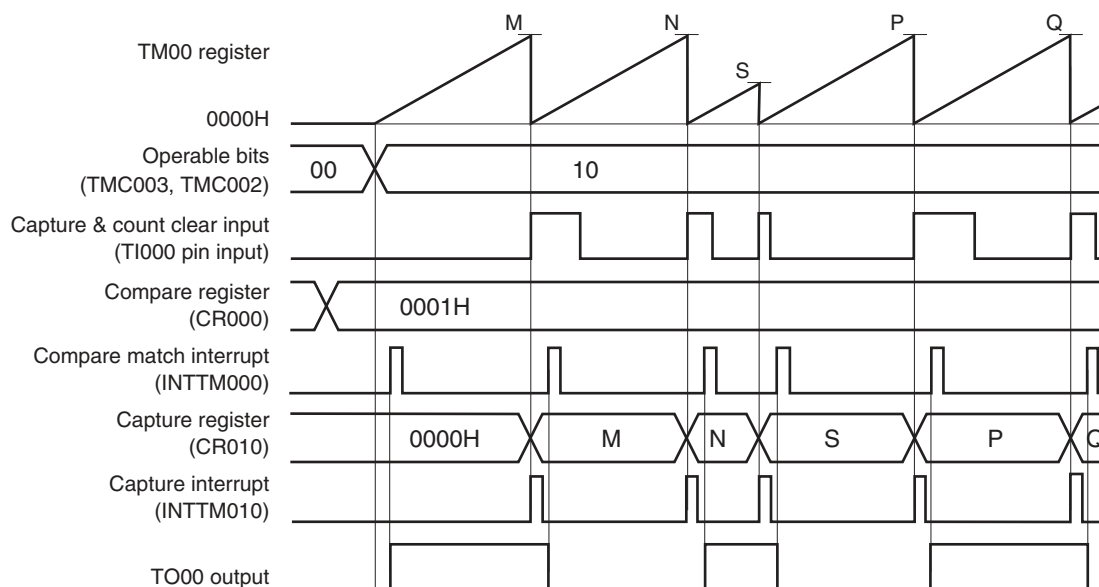 M N S P Q
TM00 register
0000H
Operable bits
(TMC003, TMC002)
00 10
Capture & count clear input
(TI000 pin input)
Compare register
(CR000)
0001H
Compare match interrupt
(INTTM000)
Capture register
(CR010)
0000H M N S P Q
Capture interrupt
(INTTM010)
TO00 output